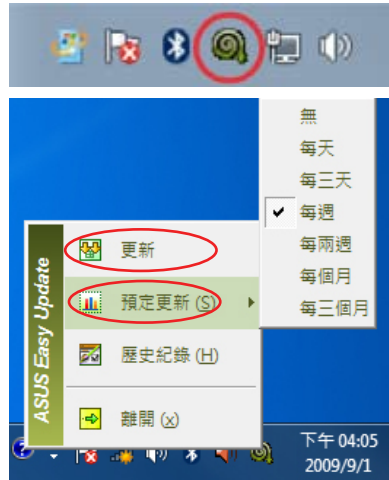 無
每天
每三天
每週
每兩週
每個月
每三個月
ASUS Easy Update
更新
預定更新 (S)
歷史紀錄 (H)
離開 (x)
下午 04:05
2009/9/1